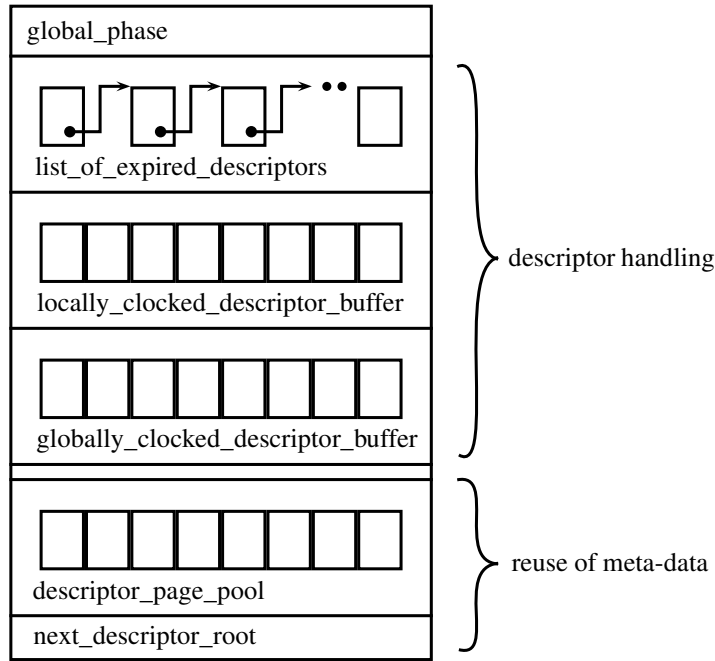 global_phase
list_of_expired_descriptors
locally_clocked_descriptor_buffer
descriptor handling
globally_clocked_descriptor_buffer
descriptor_page_pool
reuse of meta-data
next_descriptor_root